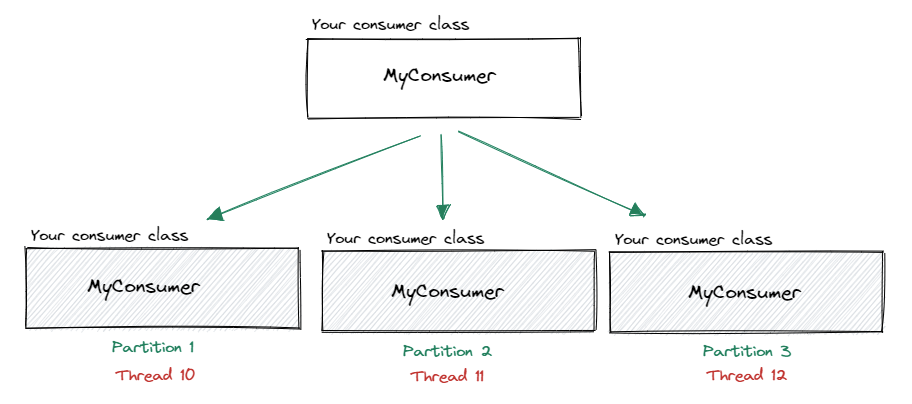 Your consumer class
MyConsumer
Your consumer class
MyConsumer
Partition 1
Thread 10
Your consumer class
MyConsumer
Partition 2
Thread 11
Your consumer class
MyConsumer
Partition 3
Thread 12